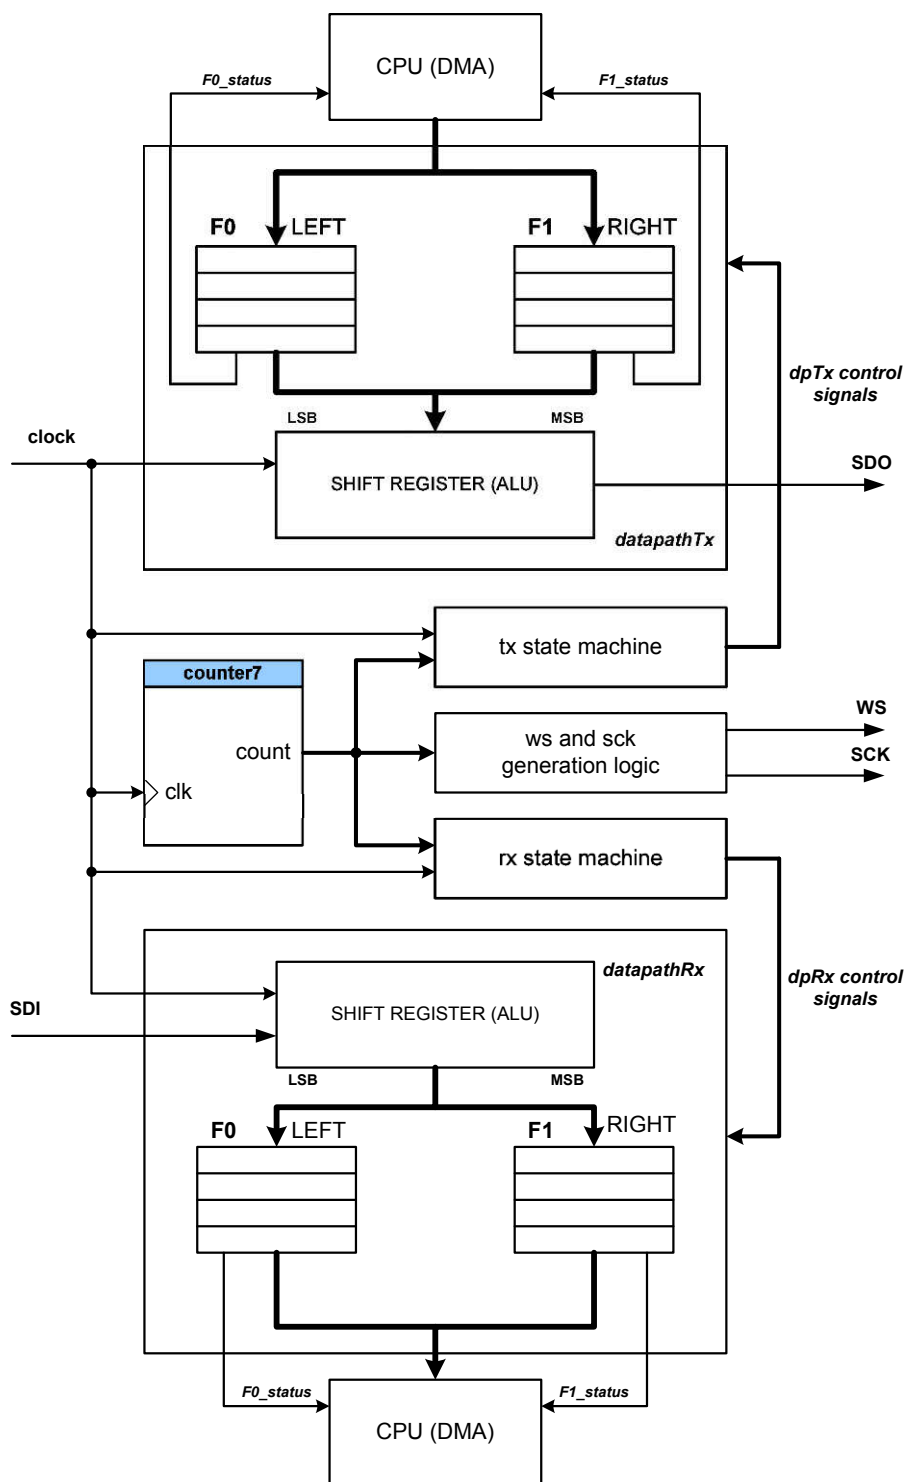 CPU (DMA)
F0_status
F1_status
F0 LEFT
F1 RIGHT
dpTx control
signals
LSB
MSB
clock
SHIFT REGISTER (ALU)
SDO
datapathTx
tx state machine
counter7
WS
ws and sck
generation logic
count
SCK
clk
rx state machine
datapathRx
dpRx control
signals
SDI
SHIFT REGISTER (ALU)
LSB
MSB
F0 LEFT
F1 RIGHT
F0_status
F1_status
CPU (DMA)